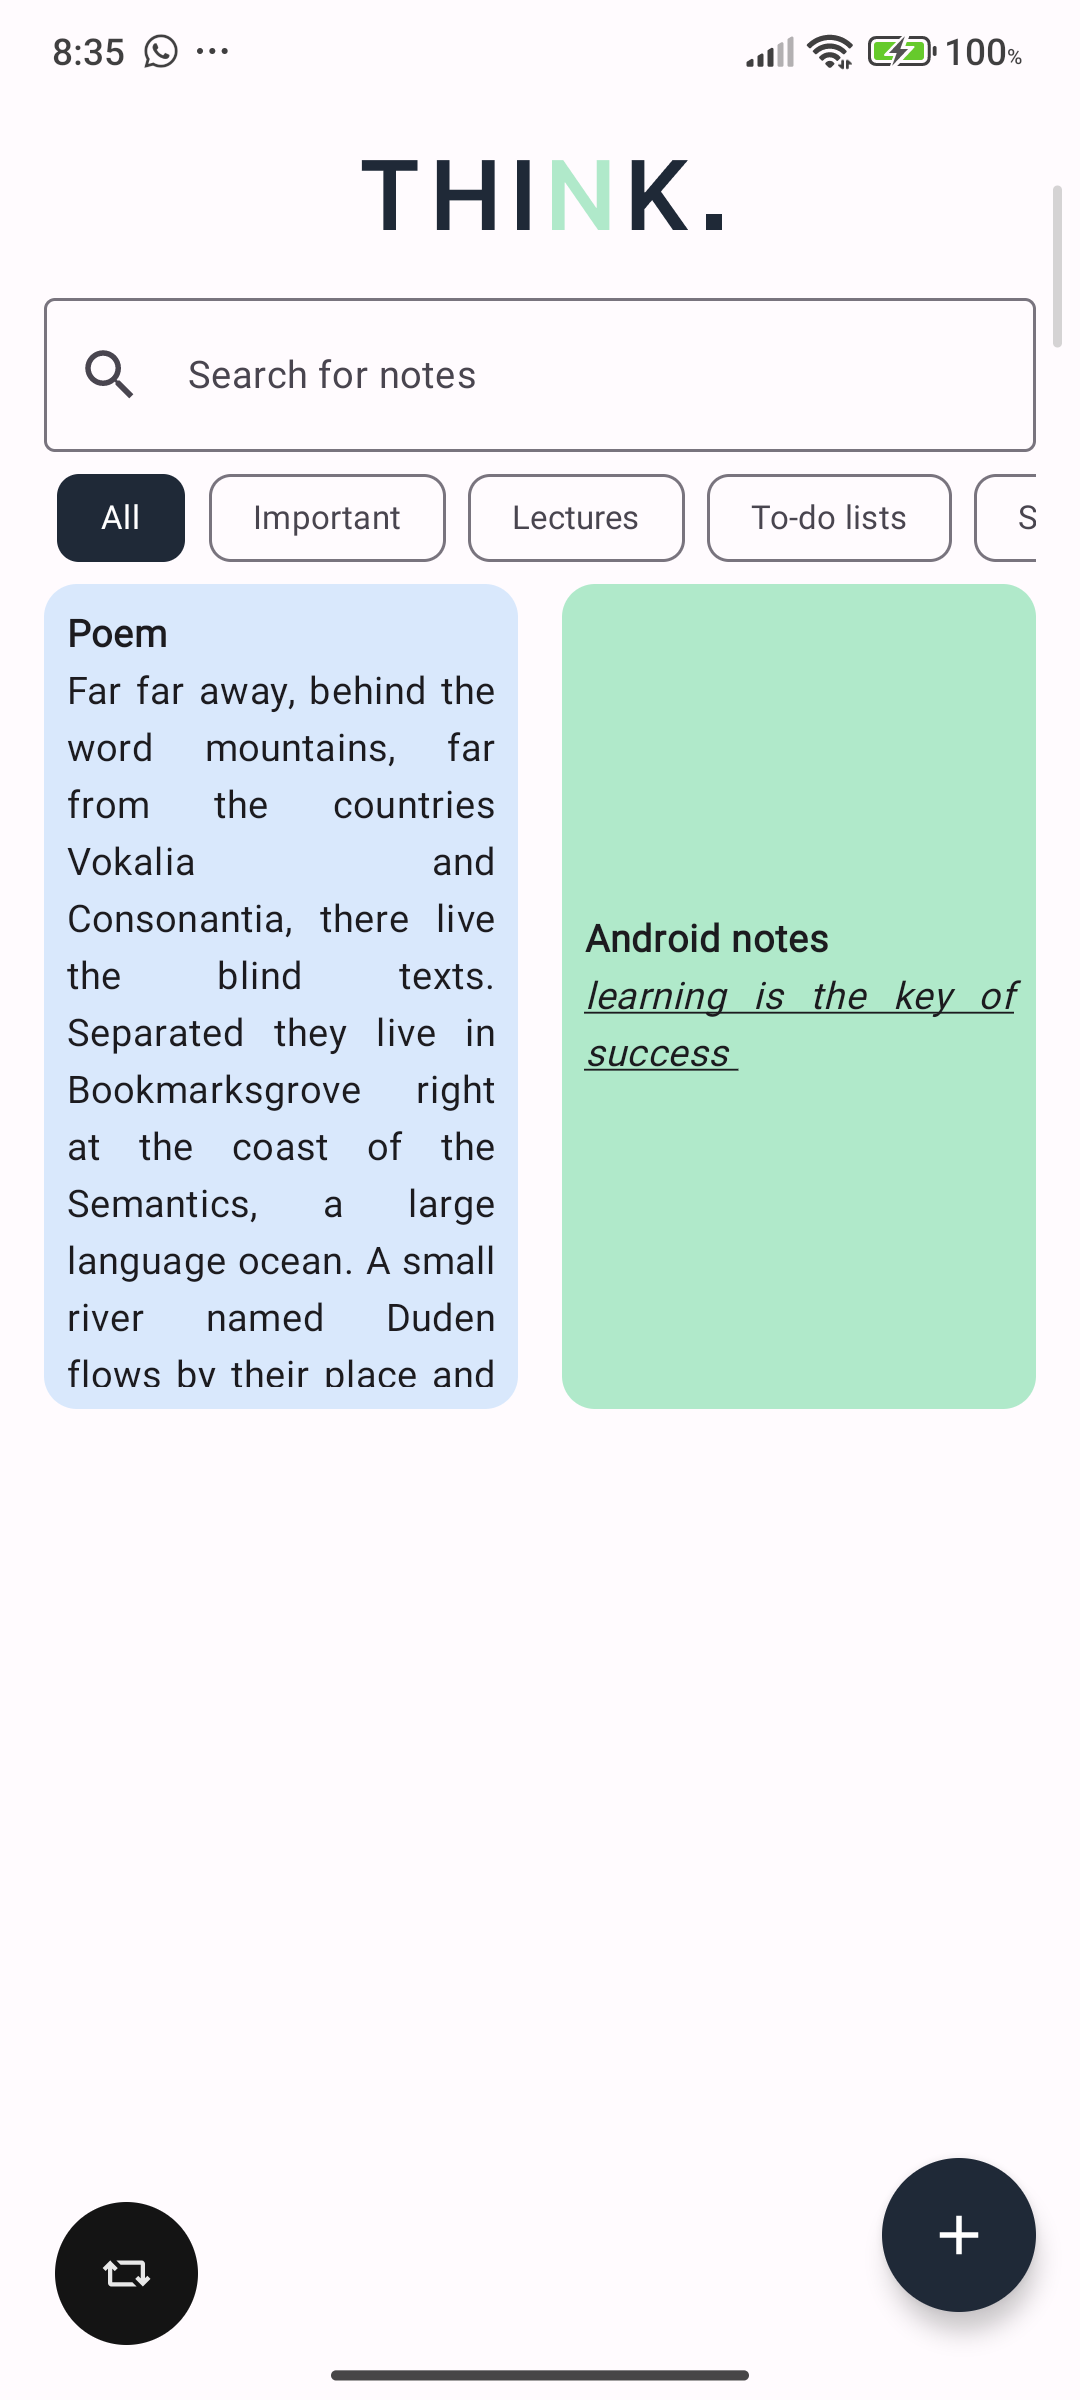 8:35
100%
THINK.
Search for notes
All
Important
Lectures
To-do lists
S
Poem
Far far away, behind the
word mountains, far
from the countries
Vokalia and
Consonantia, there live
the blind texts.
Separated they live in
Bookmarksgrove right
at the coast of the
Semantics, a large
language ocean. A small
river named Duden
flows by their place and
Android notes
learning is the key of
success